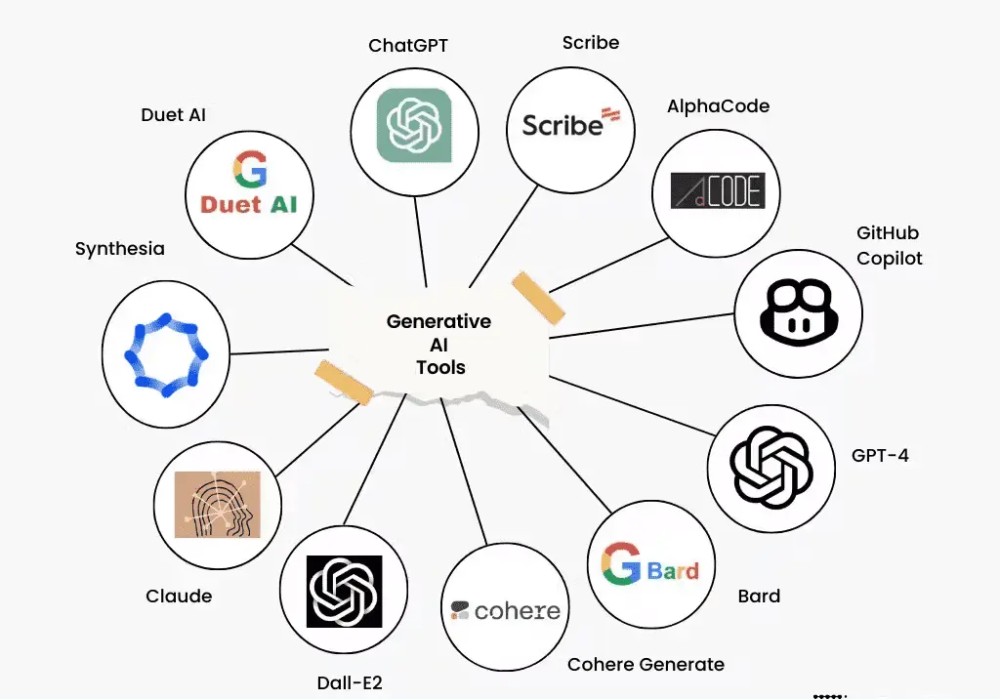 ChatGPT
Scribe
Scribe
Duet AI
AlphaCode
Duet AI
CODE
GitHub
Copilot
Synthesia
Generative
AI
Tools
GPT-4
Claude
Bard
Bard
cohere
Cohere Generate
Dall-E2